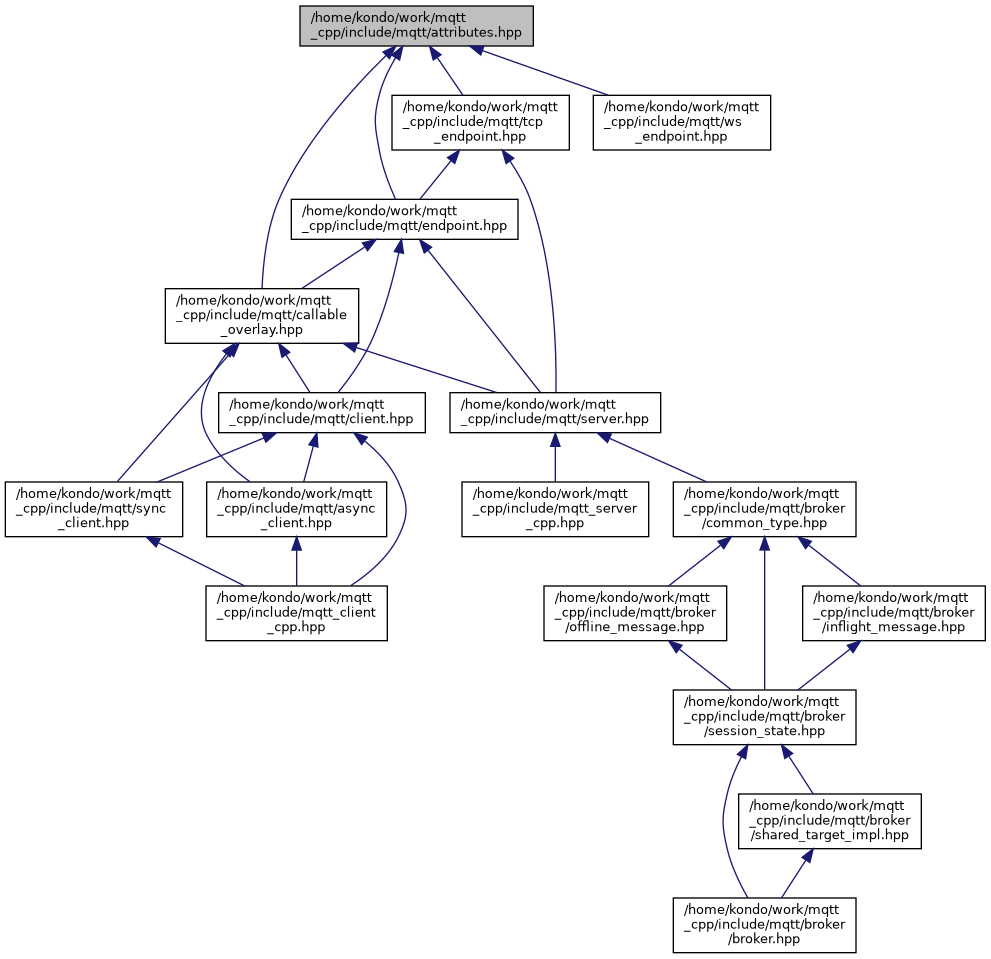 /home/kondo/work/mqtt
_cpp/include/mqtt/attributes.hpp
/home/kondo/work/mqtt
_cpp/include/mqtt/tcp
_endpoint.hpp
/home/kondo/work/mqtt
_cpp/include/mqtt/ws
_endpoint.hpp
/home/kondo/work/mqtt
_cpp/include/mqtt/endpoint.hpp
/home/kondo/work/mqtt
_cpp/include/mqtt/callable
_overlay.hpp
/home/kondo/work/mqtt
_cpp/include/mqtt/client.hpp
/home/kondo/work/mqtt
_cpp/include/mqtt/server.hpp
/home/kondo/work/mqtt
_cpp/include/mqtt/sync
_client.hpp
/home/kondo/work/mqtt
_cpp/include/mqtt/async
_client.hpp
/home/kondo/work/mqtt
_cpp/include/mqtt_server
_cpp.hpp
/home/kondo/work/mqtt
_cpp/include/mqtt/broker
/common_type.hpp
/home/kondo/work/mqtt
_cpp/include/mqtt_client
_cpp.hpp
/home/kondo/work/mqtt
_cpp/include/mqtt/broker
/offline_message.hpp
/home/kondo/work/mqtt
_cpp/include/mqtt/broker
/inflight_message.hpp
/home/kondo/work/mqtt
_cpp/include/mqtt/broker
/session_state.hpp
/home/kondo/work/mqtt
_cpp/include/mqtt/broker
/shared_target_impl.hpp
/home/kondo/work/mqtt
_cpp/include/mqtt/broker
/broker.hpp